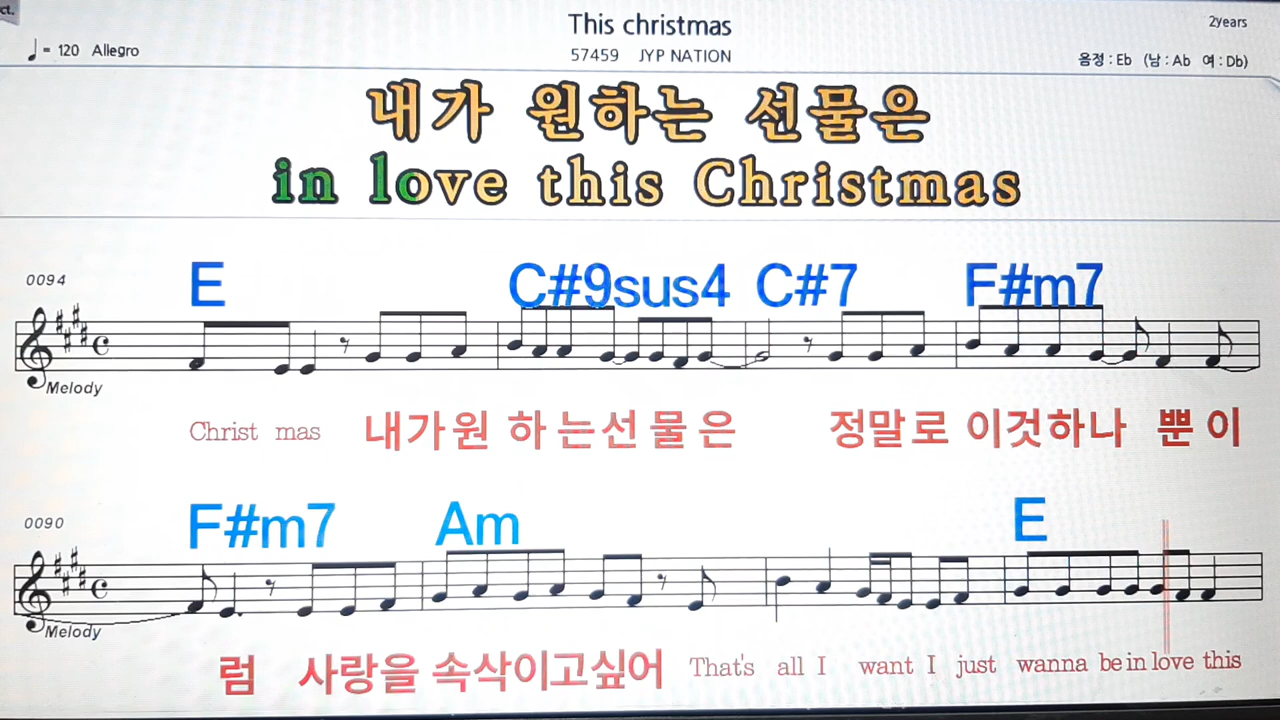 ct.
This christmas
2years
♩= 120 Allegro
57459 JYP NATION
음정 : Eb (남 : Ab 여 : Db)
내가 원하는 선물은
in love this Christmas
0094
E C#9sus4 C#7 F#m7
Melody
Christ mas 내가원 하는선물은 정말로 이것하나 뿐이
0090
F#m7 Am E
Melody
럼 사랑을 속삭이고싶어 That's all I want I just wanna be in love this